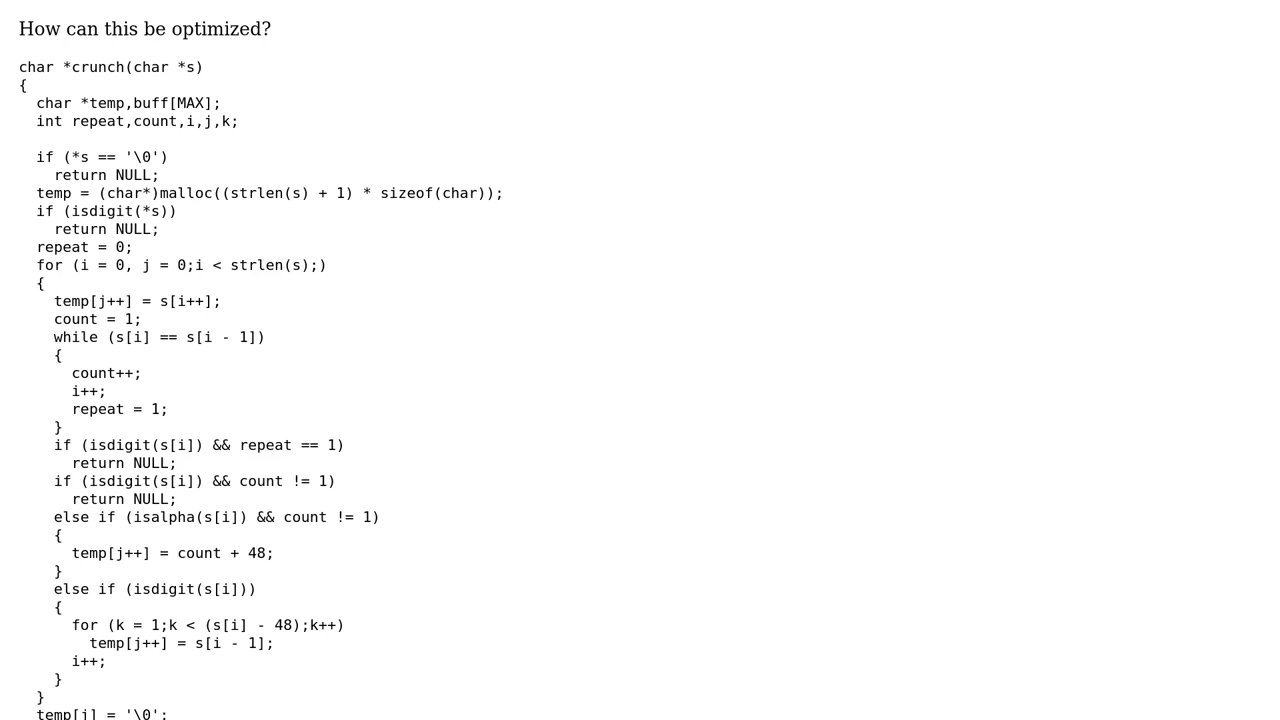 How can this be optimized?
char *crunch(char *s)
{
  char *temp,buff[MAX];
  int repeat,count,i,j,k;

  if (*s == '\0')
    return NULL;
  temp = (char*)malloc((strlen(s) + 1) * sizeof(char));
  if (isdigit(*s))
    return NULL;
  repeat = 0;
  for (i = 0, j = 0;i < strlen(s);)
  {
    temp[j++] = s[i++];
    count = 1;
    while (s[i] == s[i - 1])
    {
      count++;
      i++;
      repeat = 1;
    }
    if (isdigit(s[i]) && repeat == 1)
      return NULL;
    if (isdigit(s[i]) && count != 1)
      return NULL;
    else if (isalpha(s[i]) && count != 1)
    {
      temp[j++] = count + 48;
    }
    else if (isdigit(s[i]))
    {
      for (k = 1;k < (s[i] - 48);k++)
        temp[j++] = s[i - 1];
      i++;
    }
  }
  temp[j] = '\0';